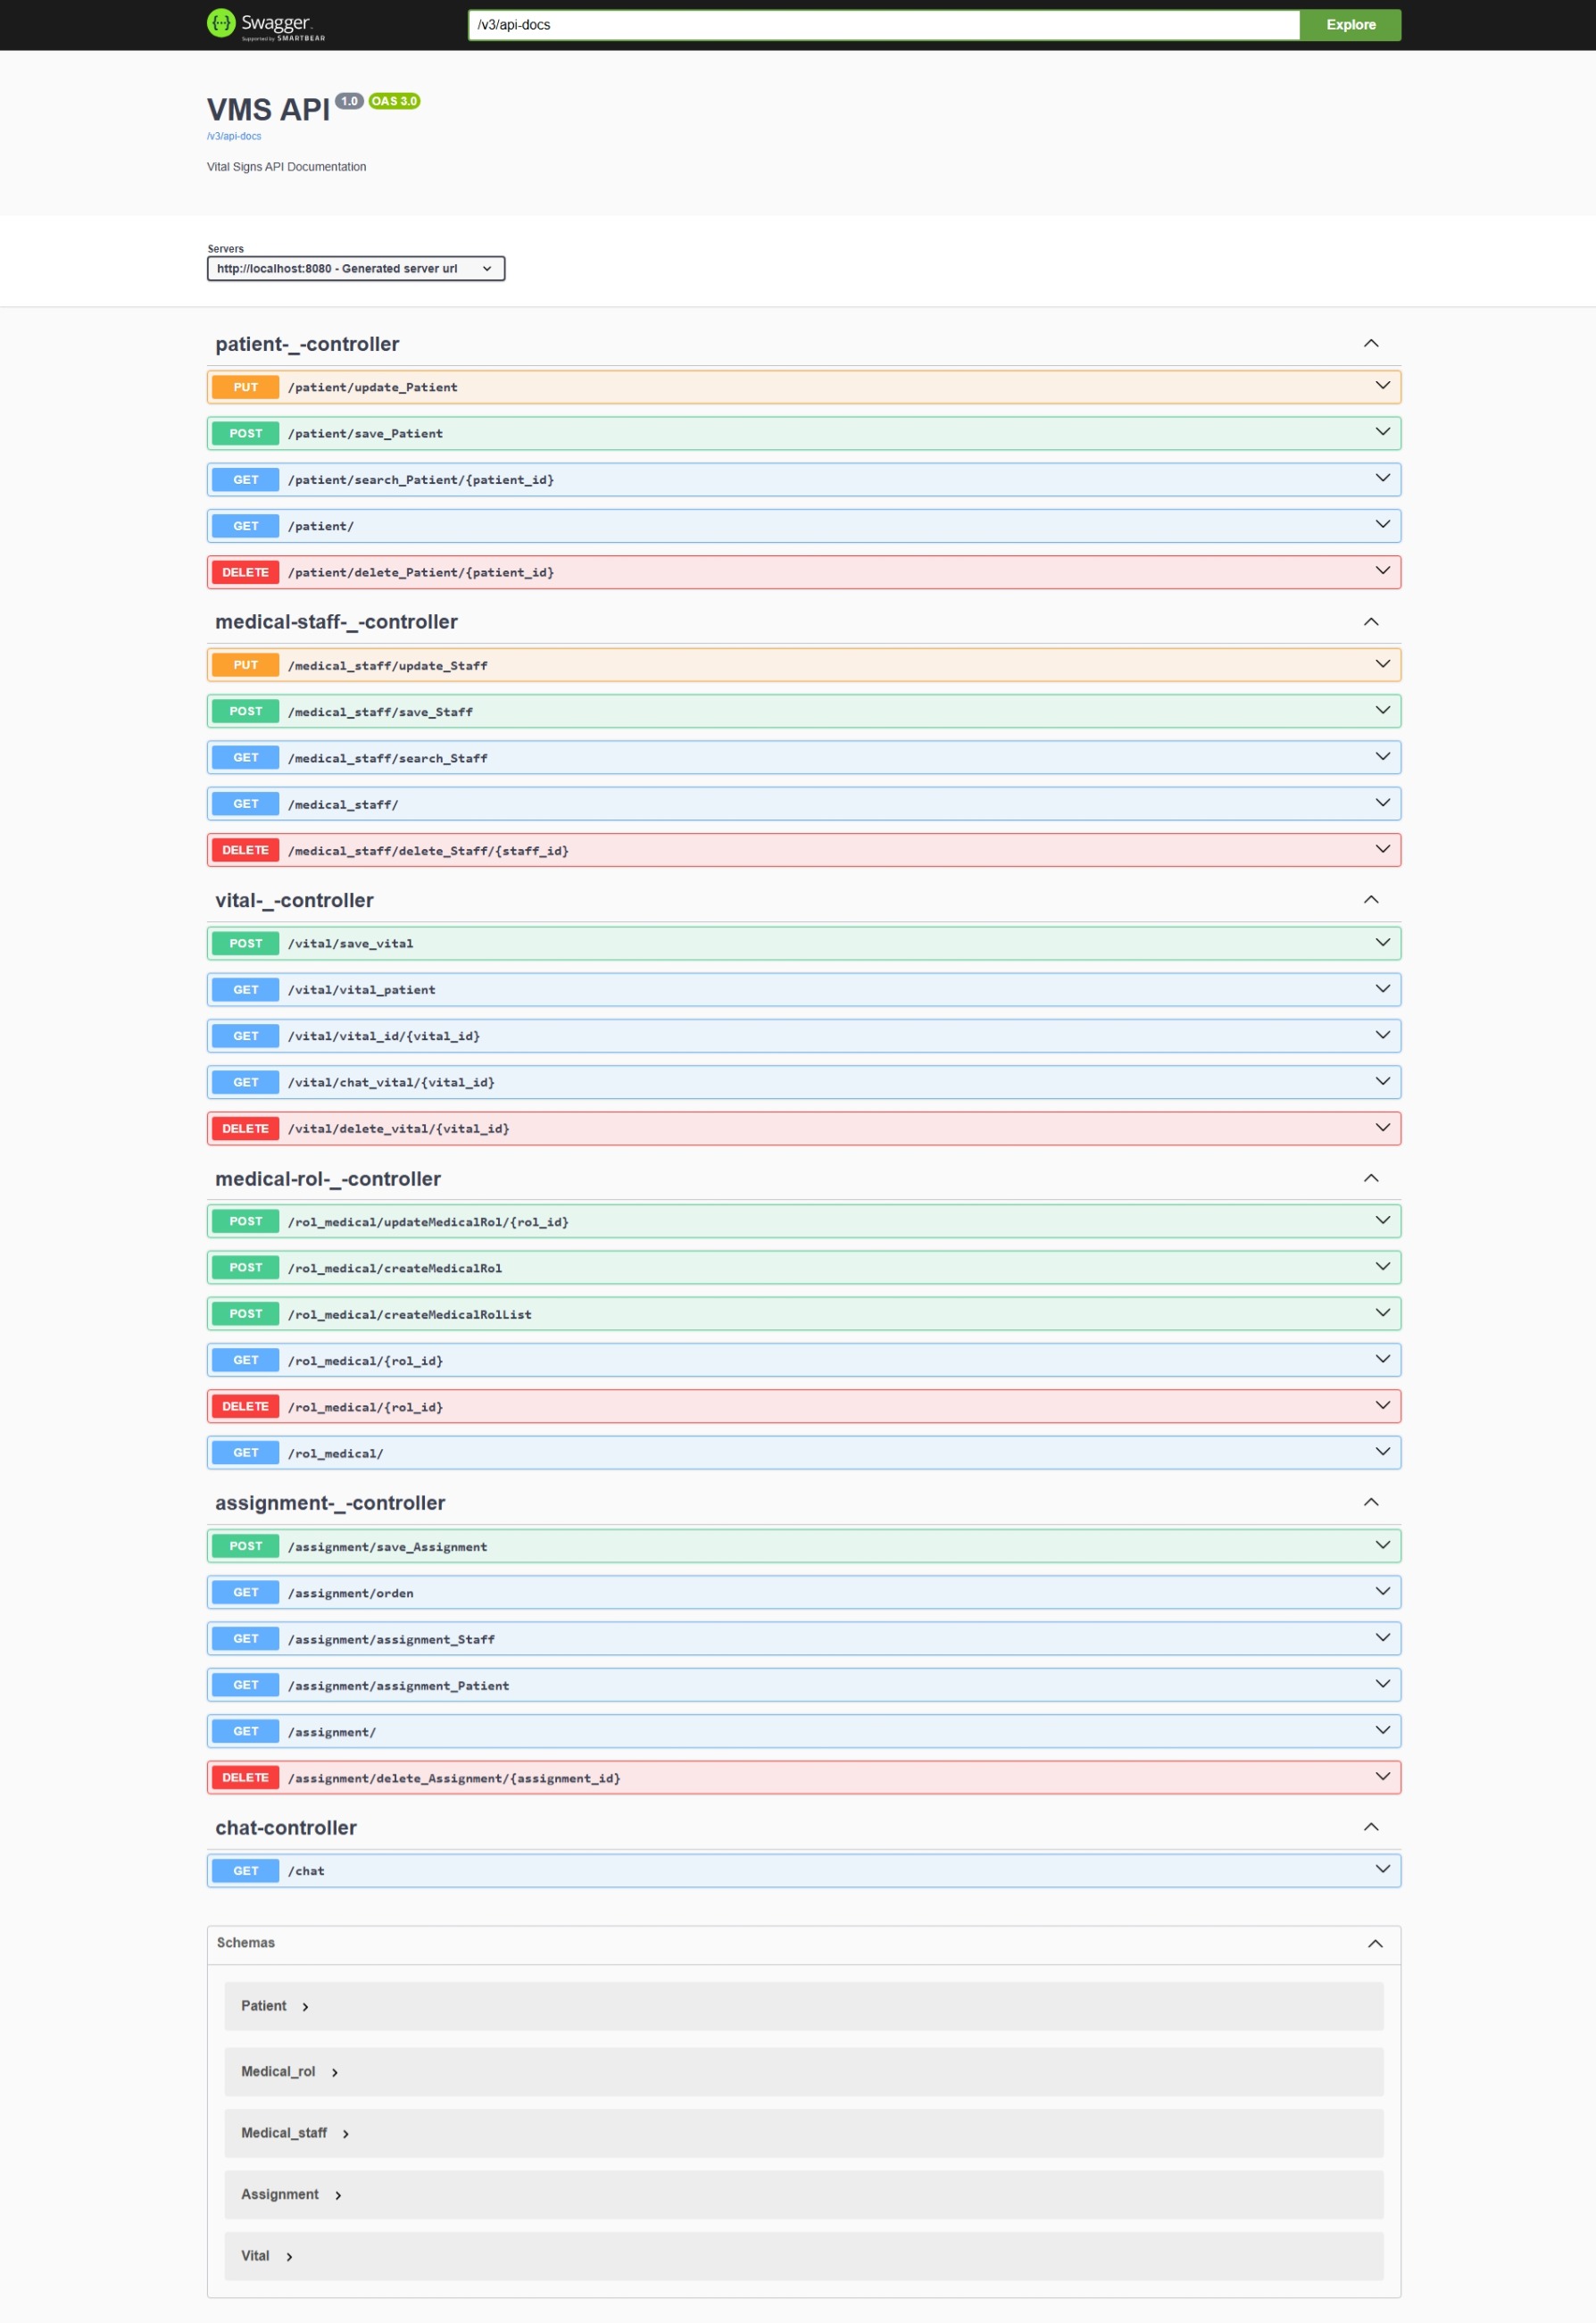 Swagger.
Supported by SMARTBEAR
/v3/api-docs
Explore
VMS API 1.0 OAS 3.0
/v3/api-docs
Vital Signs API Documentation
Servers
http://localhost:8080 - Generated server url
patient-_-controller
PUT /patient/update_Patient
POST /patient/save_Patient
GET /patient/search_Patient/{patient_id}
GET /patient/
DELETE /patient/delete_Patient/{patient_id}
medical-staff-_-controller
PUT /medical_staff/update_Staff
POST /medical_staff/save_Staff
GET /medical_staff/search_Staff
GET /medical_staff/
DELETE /medical_staff/delete_Staff/{staff_id}
vital-_-controller
POST /vital/save_vital
GET /vital/vital_patient
GET /vital/vital_id/{vital_id}
GET /vital/chat_vital/{vital_id}
DELETE /vital/delete_vital/{vital_id}
medical-rol-_-controller
POST /rol_medical/updateMedicalRol/{rol_id}
POST /rol_medical/createMedicalRol
POST /rol_medical/createMedicalRolList
GET /rol_medical/{rol_id}
DELETE /rol_medical/{rol_id}
GET /rol_medical/
assignment-_-controller
POST /assignment/save_Assignment
GET /assignment/orden
GET /assignment/assignment_Staff
GET /assignment/assignment_Patient
GET /assignment/
DELETE /assignment/delete_Assignment/{assignment_id}
chat-controller
GET /chat
Schemas
Patient
Medical_rol
Medical_staff
Assignment
Vital